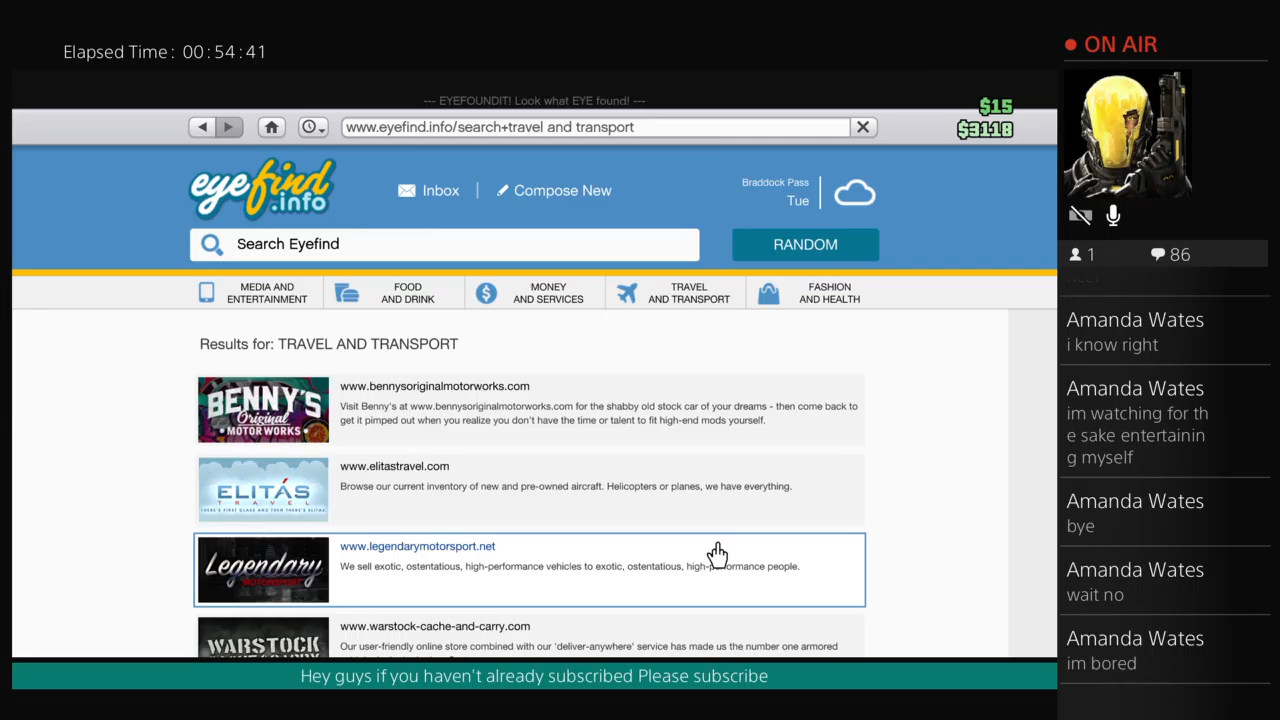 Elapsed Time: 00:54:41
ON AIR
--- EYEFOUNDIT! Look what EYE found! ---
$15
www.eyefind.info/search+travel and transport
$3118
eyefind
.info
Inbox
Compose New
Braddock Pass
Tue
Search Eyefind
RANDOM
1
86
MEDIA AND
ENTERTAINMENT
FOOD
AND DRINK
MONEY
AND SERVICES
TRAVEL
AND TRANSPORT
FASHION
AND HEALTH
Results for: TRAVEL AND TRANSPORT
BENNY'S
Original
MOTOR WORKS
www.bennysoriginalmotorworks.com
Visit Benny's at www.bennysoriginalmotorworks.com for the shabby old stock car of your dreams - then come back to
get it pimped out when you realize you don't have the time or talent to fit high-end mods yourself.
ELITÁS
TRAVEL
THERE'S FIRST CLASS AND THEN THERE'S ELITÁS
www.elitastravel.com
Browse our current inventory of new and pre-owned aircraft. Helicopters or planes, we have everything.
Legendary
MOTORSPORT
www.legendarymotorsport.net
We sell exotic, ostentatious, high-performance vehicles to exotic, ostentatious, high-performance people.
WARSTOCK
www.warstock-cache-and-carry.com
Our user-friendly online store combined with our 'deliver-anywhere' service has made us the number one armored
Amanda Wates
i know right
Amanda Wates
im watching for th
e sake entertainin
g myself
Amanda Wates
bye
Amanda Wates
wait no
Amanda Wates
im bored
Hey guys if you haven't already subscribed Please subscribe